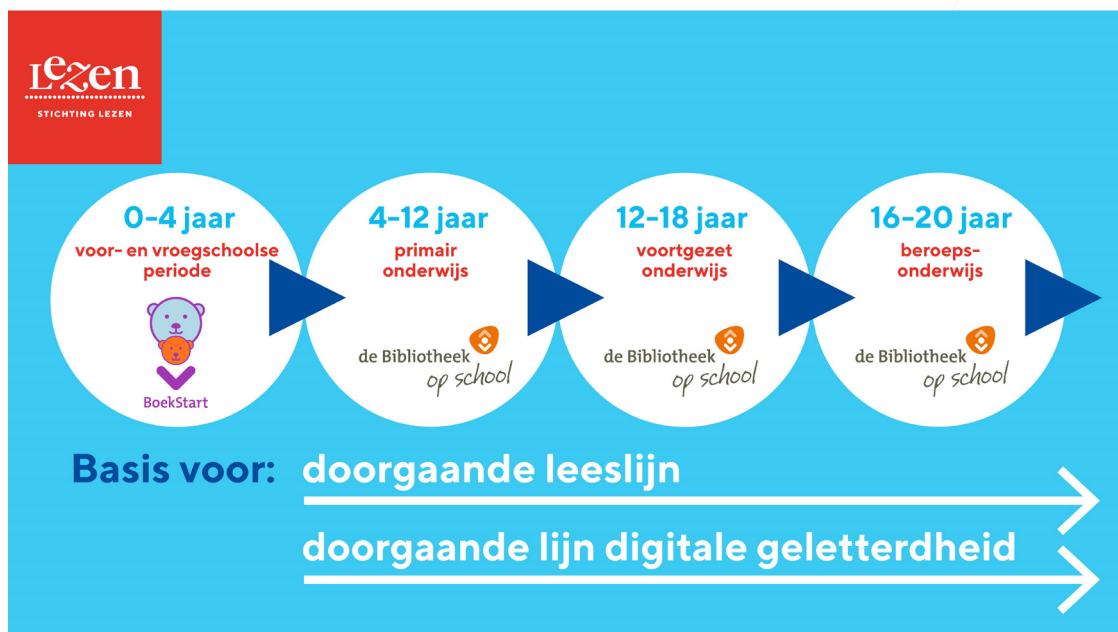 Lezen
STICHTING LEZEN
0-4 jaar
voor- en vroegschoolse
periode
BoekStart
4-12 jaar
primair
onderwijs
de Bibliotheek
op school
12-18 jaar
voortgezet
onderwijs
de Bibliotheek
op school
16-20 jaar
beroeps-
onderwijs
de Bibliotheek
op school
Basis voor: doorgaande leeslijn
doorgaande lijn digitale geletterdheid